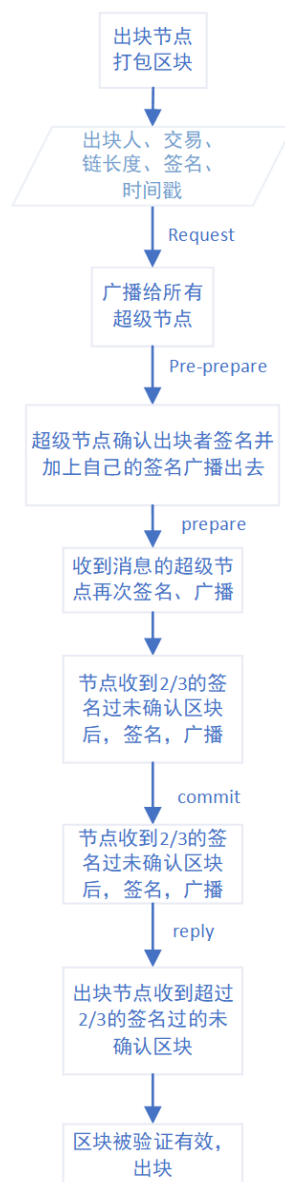 出块节点
打包区块
出块人、交易、
链长度、签名、
时间戳
Request
广播给所有
超级节点
Pre-prepare
超级节点确认出块者签名并
加上自己的签名广播出去
prepare
收到消息的超级节
点再次签名、广播
节点收到2/3的签
名过未确认区块
后，签名，广播
commit
节点收到2/3的签
名过未确认区块
后，签名，广播
reply
出块节点收到超过
2/3的签名过的未
确认区块
区块被验证有效，
出块